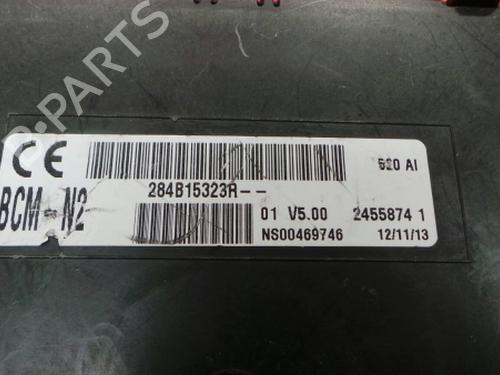 B-PARTS
CE 520 AI
284B15323R--
BCM-N2 01 V5.00 2455874 1
NS00469746 12/11/13